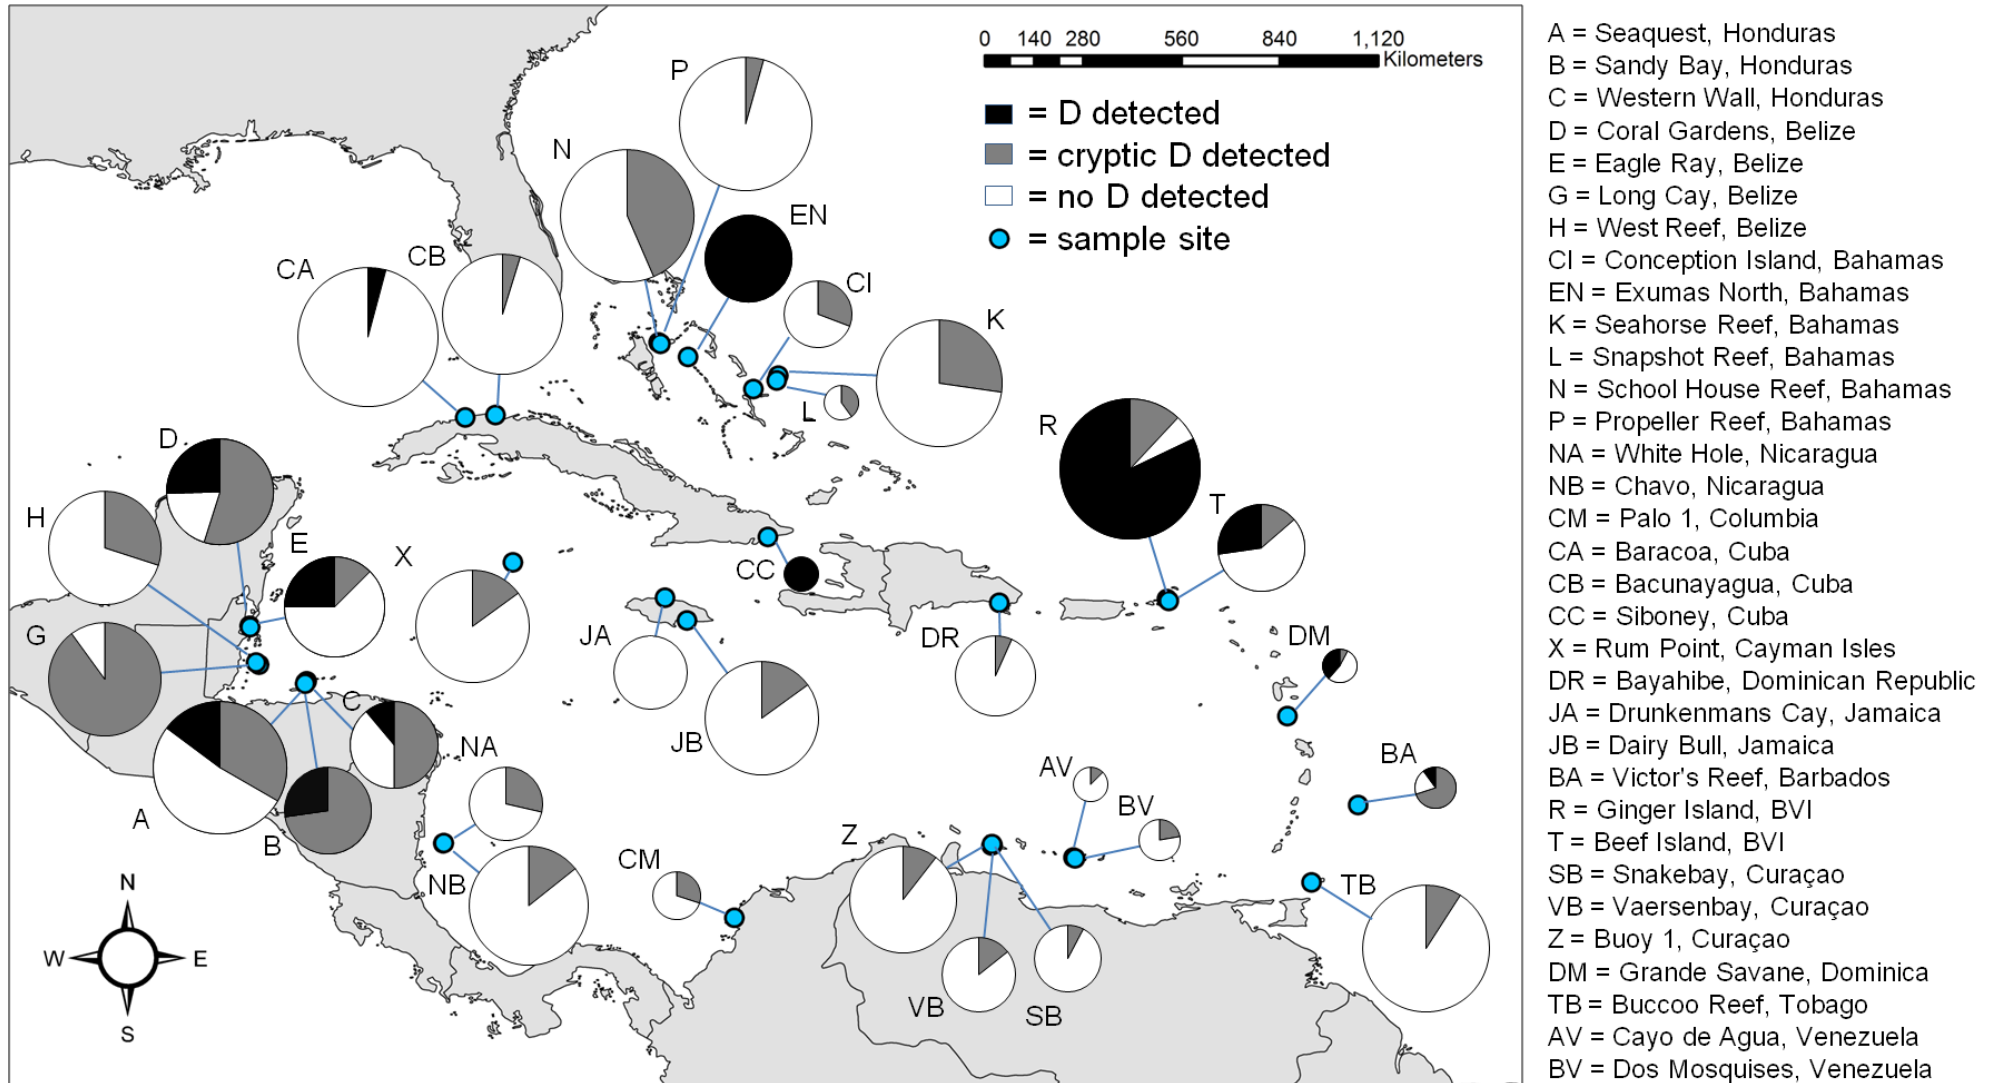 0 140 280 560 840 1,120
Kilometers
= D detected
= cryptic D detected
= no D detected
= sample site
P
N
EN
CI
K
L
CB
CA
D
H
E
X
G
C
A
B
CC
JA
JB
DR
R
T
DM
BA
NA
NB
CM
Z
AV
BV
VB
SB
TB
N
W E
S
A = Seaquest, Honduras
B = Sandy Bay, Honduras
C = Western Wall, Honduras
D = Coral Gardens, Belize
E = Eagle Ray, Belize
G = Long Cay, Belize
H = West Reef, Belize
CI = Conception Island, Bahamas
EN = Exumas North, Bahamas
K = Seahorse Reef, Bahamas
L = Snapshot Reef, Bahamas
N = School House Reef, Bahamas
P = Propeller Reef, Bahamas
NA = White Hole, Nicaragua
NB = Chavo, Nicaragua
CM = Palo 1, Columbia
CA = Baracoa, Cuba
CB = Bacunayagua, Cuba
CC = Siboney, Cuba
X = Rum Point, Cayman Isles
DR = Bayahibe, Dominican Republic
JA = Drunkenmans Cay, Jamaica
JB = Dairy Bull, Jamaica
BA = Victor's Reef, Barbados
R = Ginger Island, BVI
T = Beef Island, BVI
SB = Snakebay, Curaçao
VB = Vaersenbay, Curaçao
Z = Buoy 1, Curaçao
DM = Grande Savane, Dominica
TB = Buccoo Reef, Tobago
AV = Cayo de Agua, Venezuela
BV = Dos Mosquises, Venezuela